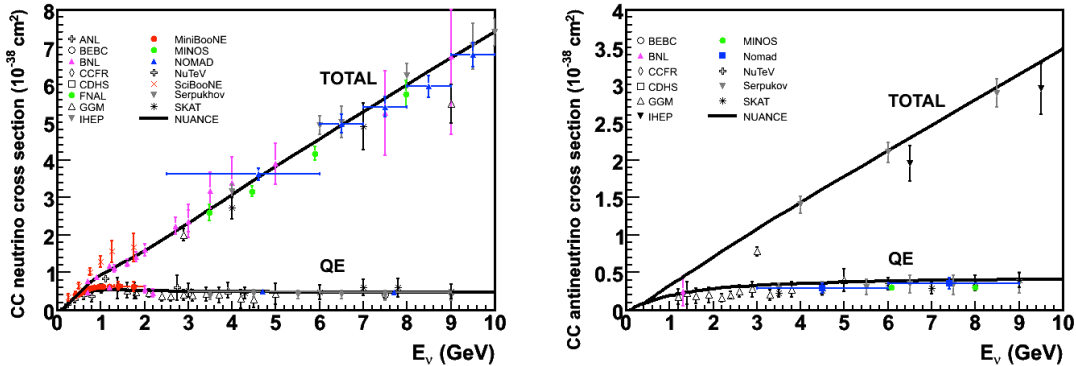 CC neutrino cross section (10⁻³⁸ cm²)
8
7
6
5
4
3
2
1
0
ANL
BEBC
BNL
CCFR
CDHS
FNAL
GGM
IHEP
MiniBooNE
MINOS
NOMAD
NuTeV
SciBooNE
Serpukhov
SKAT
NUANCE
TOTAL
QE
0 1 2 3 4 5 6 7 8 9 10
Eν (GeV)
CC antineutrino cross section (10⁻³⁸ cm²)
4
3.5
3
2.5
2
1.5
1
0.5
0
BEBC
BNL
CCFR
CDHS
GGM
IHEP
MINOS
Nomad
NuTeV
Serpukov
SKAT
NUANCE
TOTAL
QE
0 1 2 3 4 5 6 7 8 9 10
Eν (GeV)